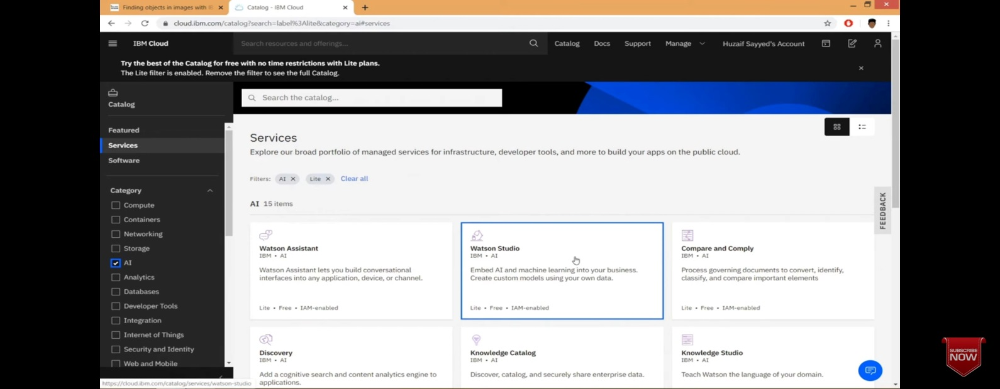 Finding objects in images with IB
Catalog - IBM Cloud
cloud.ibm.com/catalog?search=label%3Alite&category=ai#services
IBM Cloud
Search resources and offerings...
Catalog
Docs
Support
Manage
Huzaif Sayyed's Account
Try the best of the Catalog for free with no time restrictions with Lite plans.
The Lite filter is enabled. Remove the filter to see the full Catalog.
Catalog
Search the catalog...
Featured
Services
Software
Category
Compute
Containers
Networking
Storage
AI
Analytics
Databases
Developer Tools
Integration
Internet of Things
Security and Identity
Web and Mobile
https://cloud.ibm.com/catalog/services/watson-studio
Services
Explore our broad portfolio of managed services for infrastructure, developer tools, and more to build your apps on the public cloud.
Filters: AI Lite Clear all
AI 15 items
Watson Assistant
IBM • AI
Watson Assistant lets you build conversational
interfaces into any application, device, or channel.
Lite • Free • IAM-enabled
Watson Studio
IBM • AI
Embed AI and machine learning into your business.
Create custom models using your own data.
Lite • Free • IAM-enabled
Compare and Comply
IBM • AI
Process governing documents to convert, identify,
classify, and compare important elements
Lite • Free • IAM-enabled
Discovery
IBM • AI
Add a cognitive search and content analytics engine to
applications.
Knowledge Catalog
IBM • AI
Discover, catalog, and securely share enterprise data.
Knowledge Studio
IBM • AI
Teach Watson the language of your domain.
FEEDBACK
SUBSCRIBE
NOW